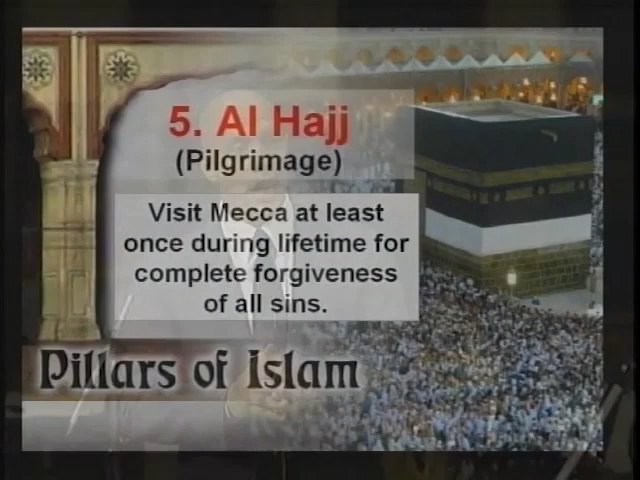 5. Al Hajj
(Pilgrimage)
Visit Mecca at least
once during lifetime for
complete forgiveness
of all sins.
Pillars of Islam